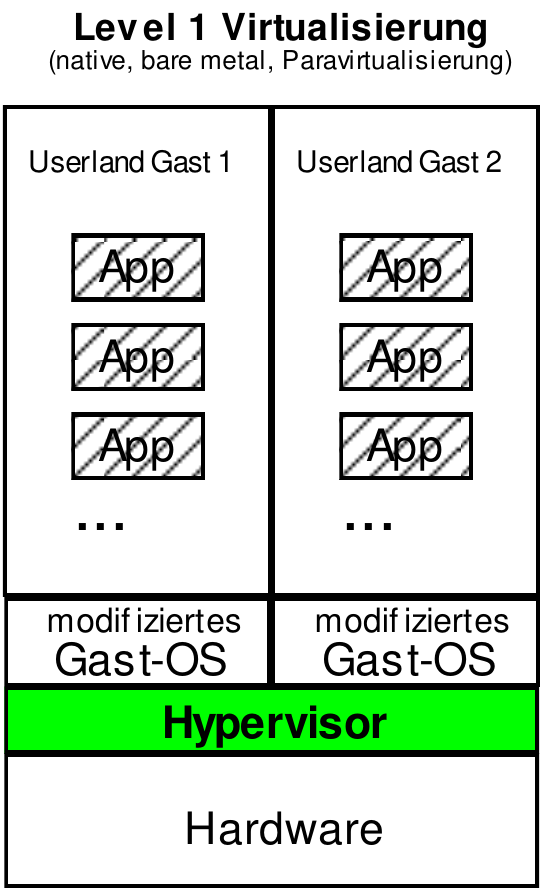 Level 1 Virtualisierung
(native, bare metal, Paravirtualisierung)
Userland Gast 1
App
App
App
...
modifiziertes
Gast-OS
Userland Gast 2
App
App
App
...
modifiziertes
Gast-OS
Hypervisor
Hardware